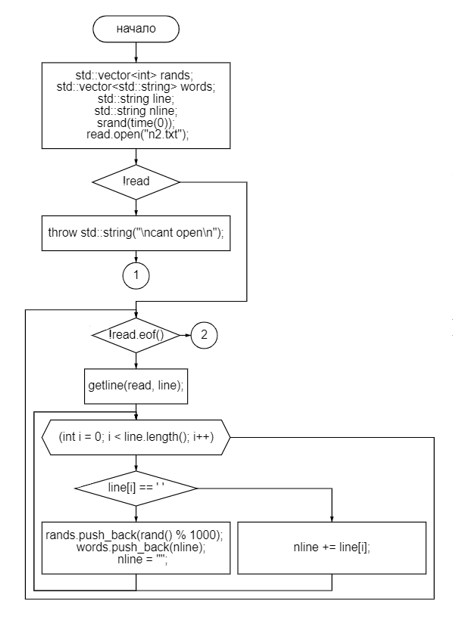 начало
std::vector<int> rands;
std::vector<std::string> words;
std::string line;
std::string nline;
srand(time(0));
read.open("n2.txt");
!read
throw std::string("\ncant open\n");
1
!read.eof()
2
getline(read, line);
(int i = 0; i < line.length(); i++)
line[i] == ' '
rands.push_back(rand() % 1000);
words.push_back(nline);
nline = "";
nline += line[i];